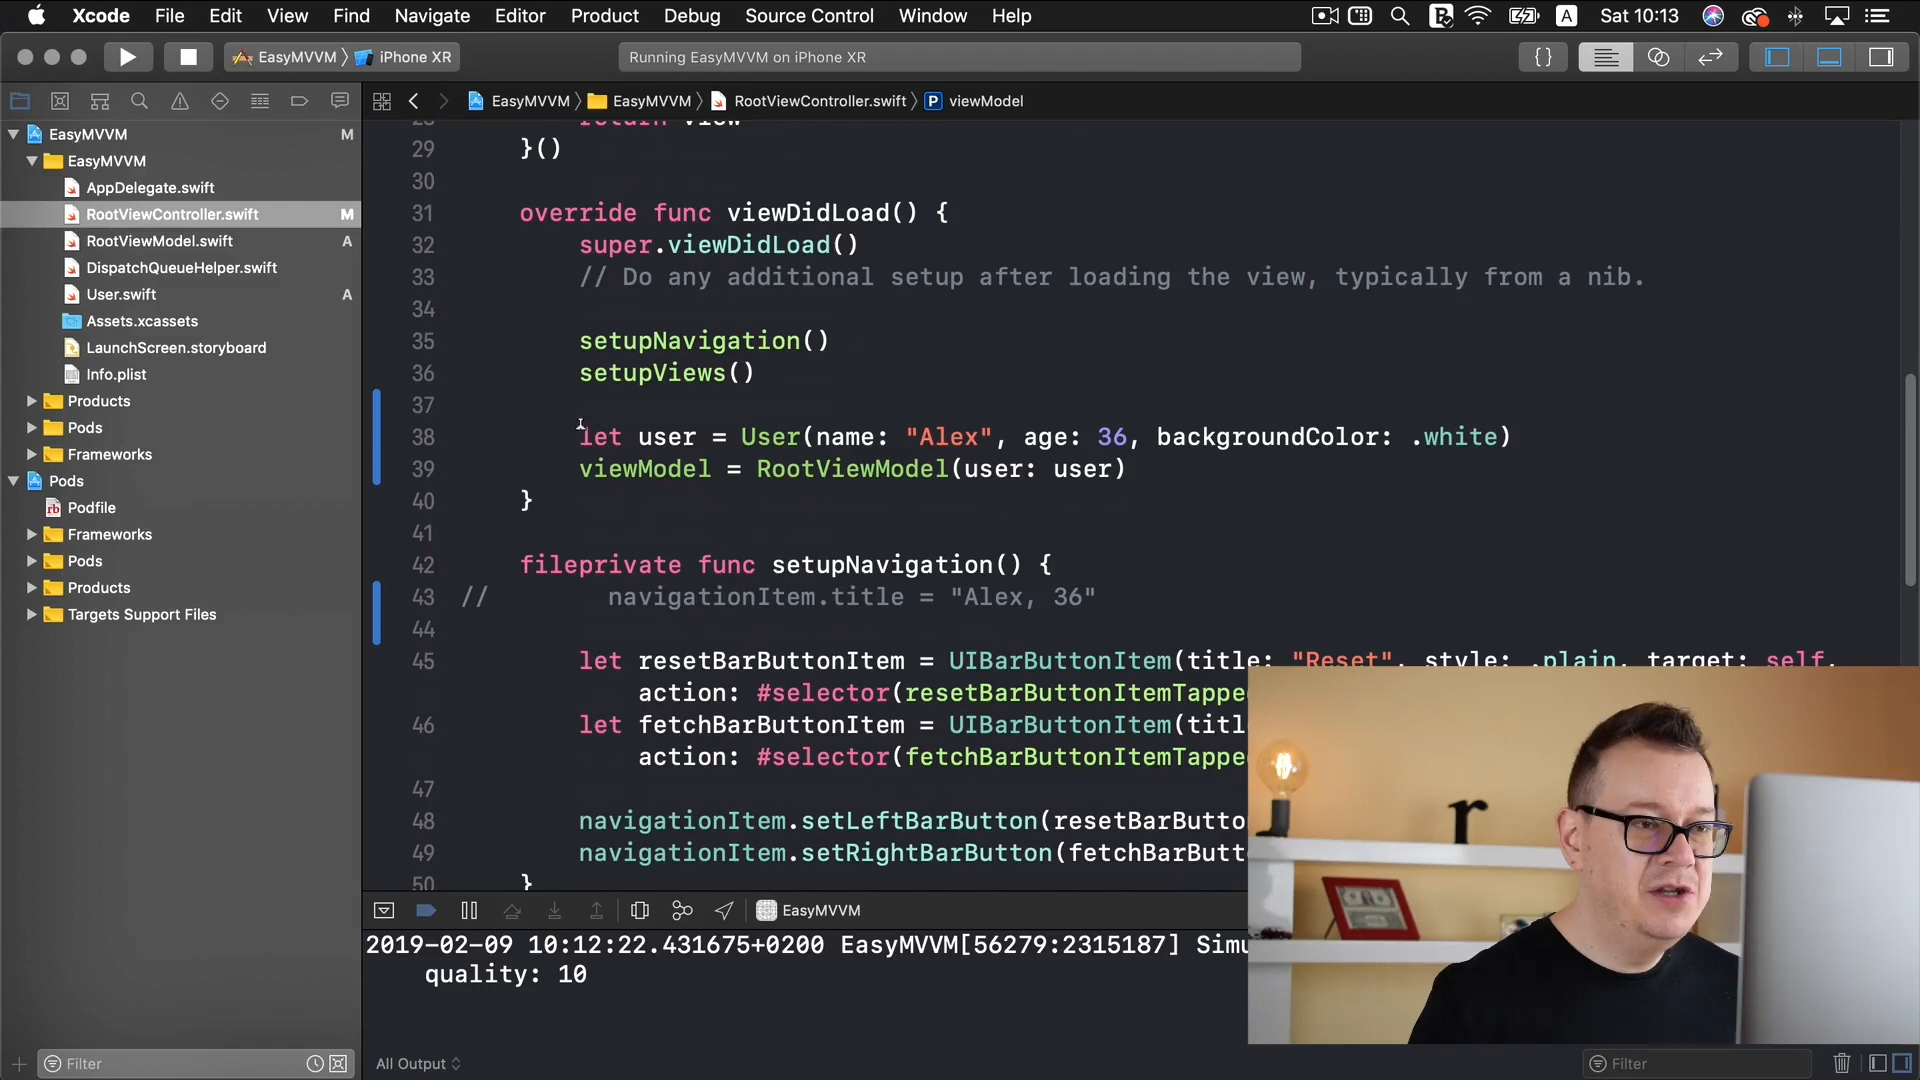 Xcode File Edit View Find Navigate Editor Product Debug Source Control Window Help
A Sat 10:13
EasyMVVM iPhone XR
Running EasyMVVM on iPhone XR
{}
EasyMVVM EasyMVVM RootViewController.swift P viewModel
EasyMVVM M
EasyMVVM
AppDelegate.swift
RootViewController.swift M
RootViewModel.swift A
DispatchQueueHelper.swift
User.swift A
Assets.xcassets
LaunchScreen.storyboard
Info.plist
Products
Pods
Frameworks
Pods
rb Podfile
Frameworks
Pods
Products
Targets Support Files
Filter
28 return view
29 }()
30
31 override func viewDidLoad() {
32 super.viewDidLoad()
33 // Do any additional setup after loading the view, typically from a nib.
34
35 setupNavigation()
36 setupViews()
37
38 let user = User(name: "Alex", age: 36, backgroundColor: .white)
39 viewModel = RootViewModel(user: user)
40 }
41
42 fileprivate func setupNavigation() {
43 // navigationItem.title = "Alex, 36"
44
45 let resetBarButtonItem = UIBarButtonItem(title: "Reset", style: .plain, target: self,
action: #selector(resetBarButtonItemTappe
46 let fetchBarButtonItem = UIBarButtonItem(titl
action: #selector(fetchBarButtonItemTappe
47
48 navigationItem.setLeftBarButton(resetBarButto
49 navigationItem.setRightBarButton(fetchBarButt
50 }
EasyMVVM
2019-02-09 10:12:22.431675+0200 EasyMVVM[56279:2315187] Simu
quality: 10
All Output
Filter
r